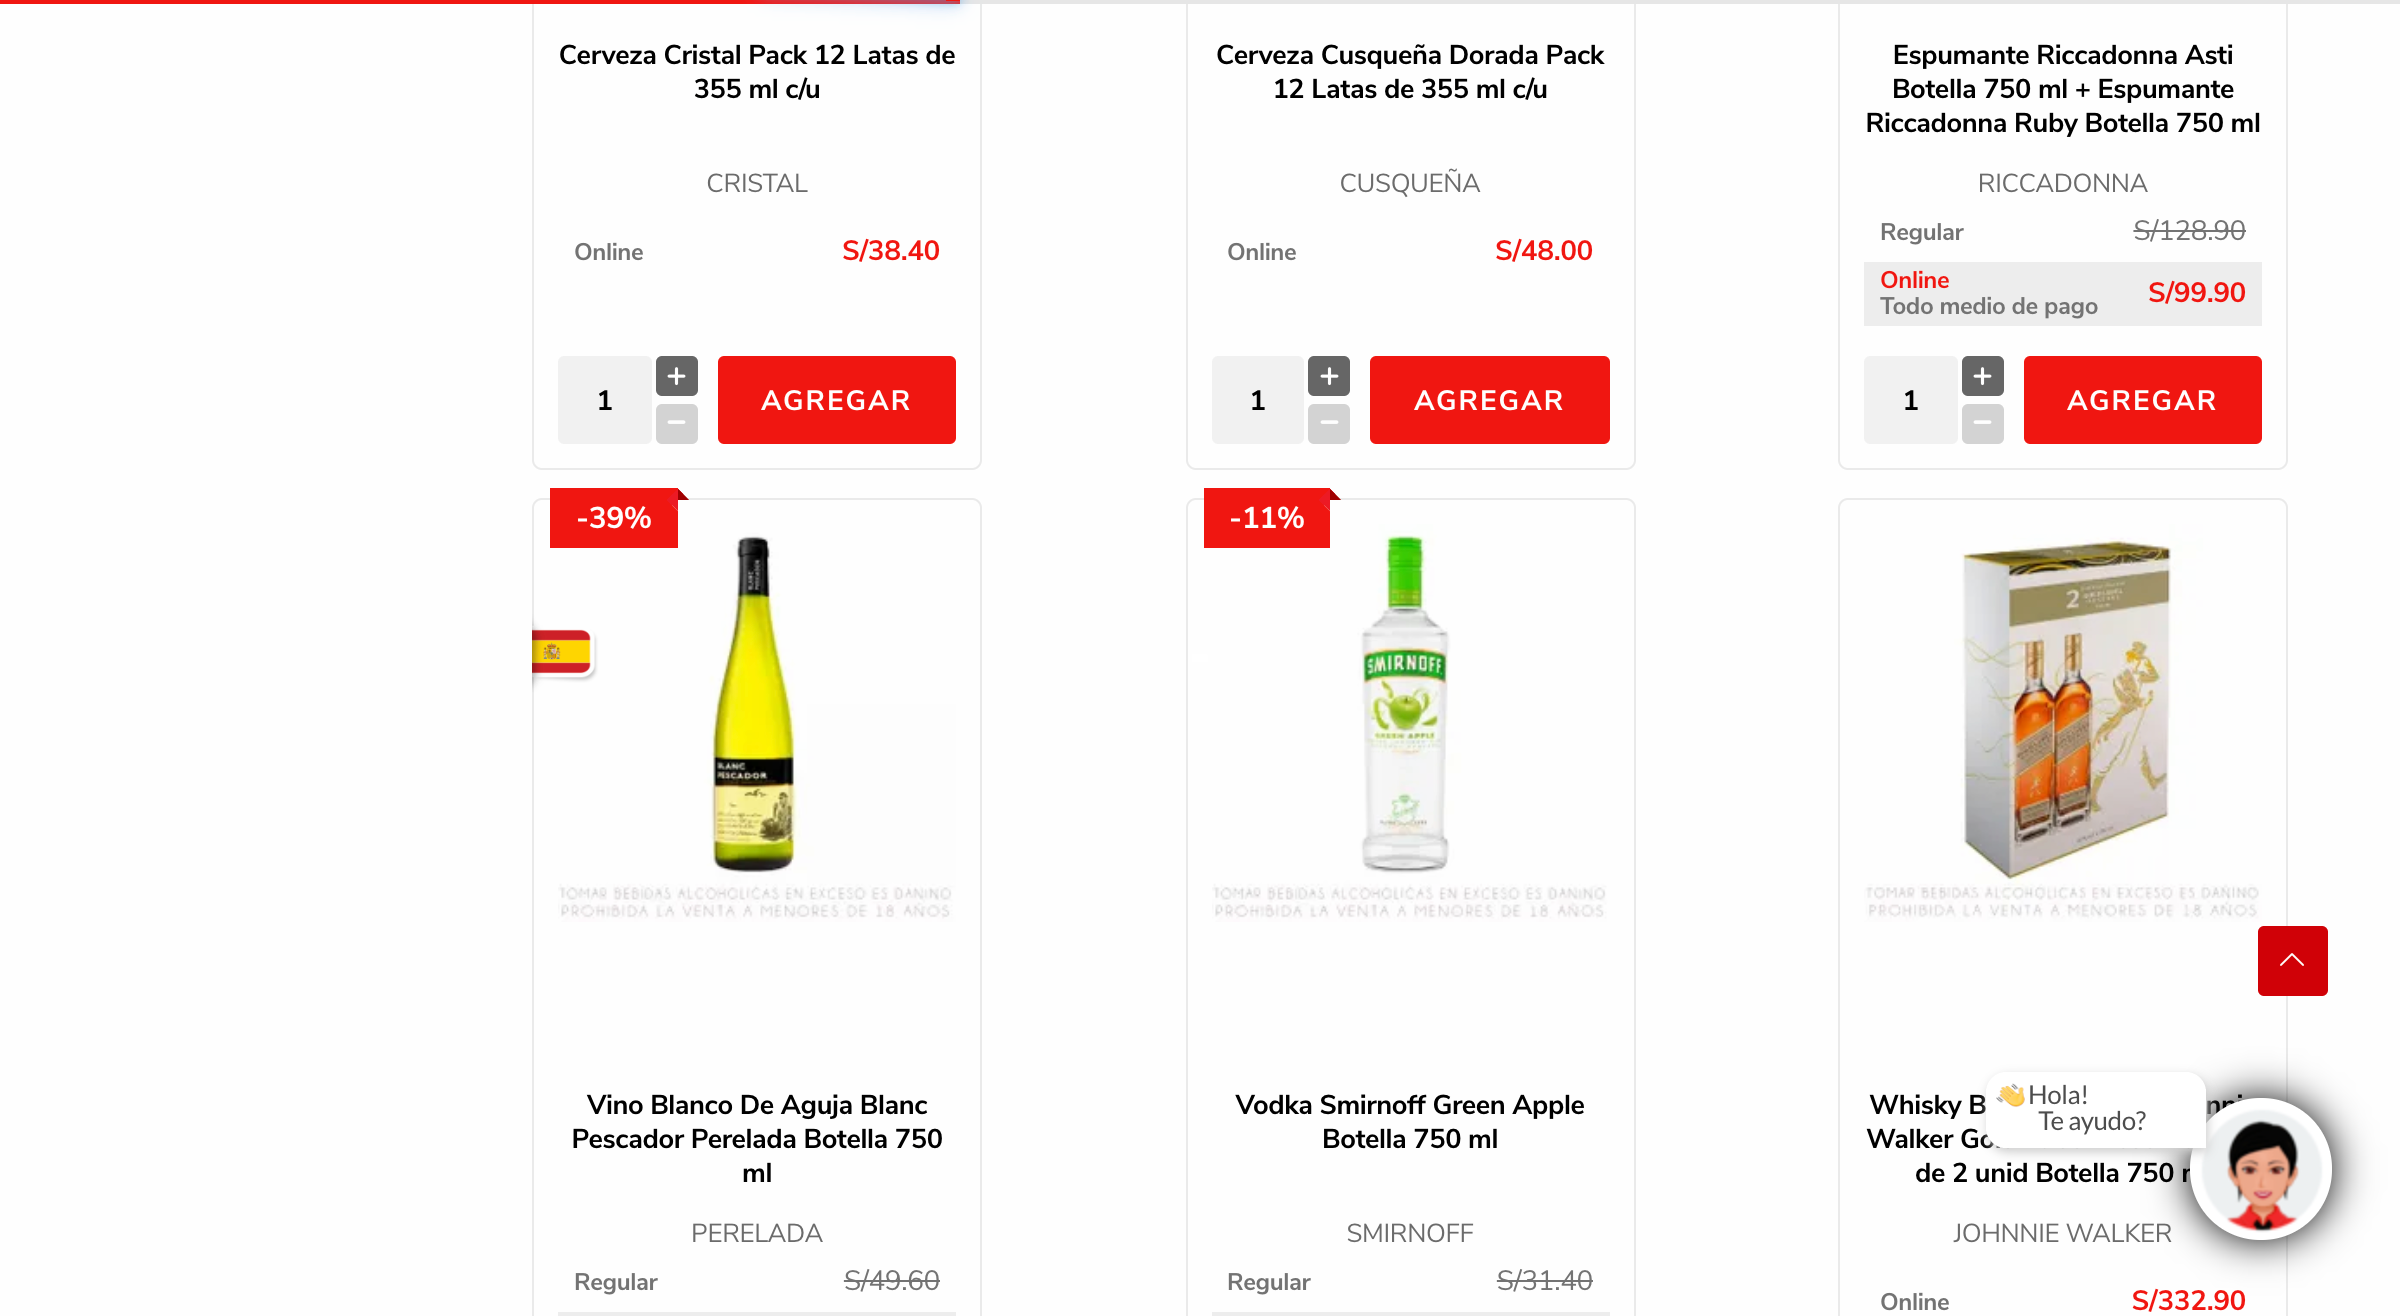 Cerveza Cristal Pack 12 Latas de
355 ml c/u
CRISTAL
Online S/38.40
1 + AGREGAR
−
Cerveza Cusqueña Dorada Pack
12 Latas de 355 ml c/u
CUSQUEÑA
Online S/48.00
1 + AGREGAR
−
Espumante Riccadonna Asti
Botella 750 ml + Espumante
Riccadonna Ruby Botella 750 ml
RICCADONNA
Regular S/128.90
Online
Todo medio de pago S/99.90
1 + AGREGAR
−
-39%
BLANC
PESCADOR
TOMAR BEBIDAS ALCOHOLICAS EN EXCESO ES DAÑINO
PROHIBIDA LA VENTA A MENORES DE 18 AÑOS
Vino Blanco De Aguja Blanc
Pescador Perelada Botella 750
ml
PERELADA
Regular S/49.60
-11%
SMIRNOFF
GREEN APPLE
TOMAR BEBIDAS ALCOHOLICAS EN EXCESO ES DAÑINO
PROHIBIDA LA VENTA A MENORES DE 18 AÑOS
Vodka Smirnoff Green Apple
Botella 750 ml
SMIRNOFF
Regular S/31.40
2
TOMAR BEBIDAS ALCOHOLICAS EN EXCESO ES DAÑINO
PROHIBIDA LA VENTA A MENORES DE 18 AÑOS
Whisky
Walker
de 2 unid Botella 750
JOHNNIE WALKER
Online S/332.90
👋Hola!
Te ayudo?